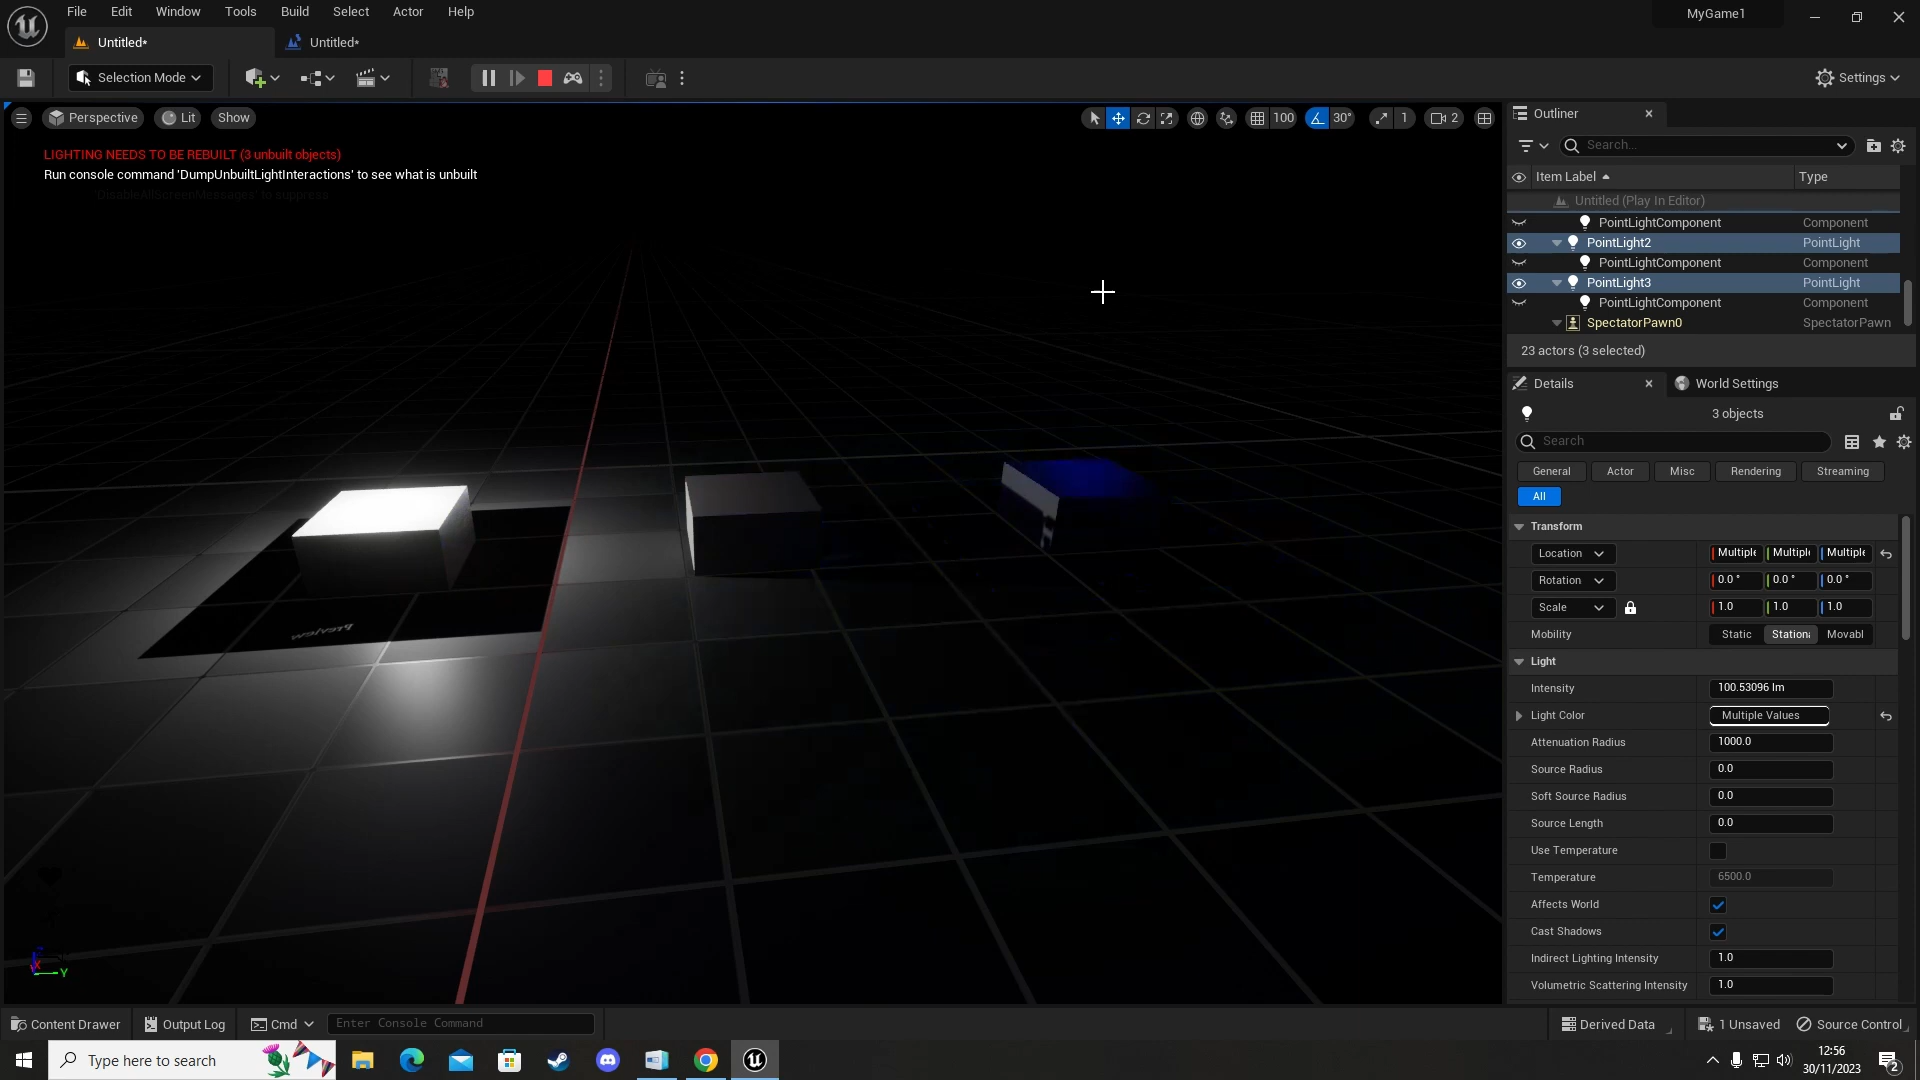 File Edit Window Tools Build Select Actor Help
MyGame1
Untitled* Untitled*
Selection Mode
Settings
Perspective Lit Show
100 30° 1 2
LIGHTING NEEDS TO BE REBUILT (3 unbuilt objects)
Run console command 'DumpUnbuiltLightInteractions' to see what is unbuilt
'DisableAllScreenMessages' to suppress
Preview
X Y
Outliner
Search...
Item Label Type
Untitled (Play In Editor)
PointLightComponent Component
PointLight2 PointLight
PointLightComponent Component
PointLight3 PointLight
PointLightComponent Component
SpectatorPawn0 SpectatorPawn
23 actors (3 selected)
Details World Settings
3 objects
Search
General Actor Misc Rendering Streaming
All
Transform
Location Multiple Multiple Multiple
Rotation 0.0 ° 0.0 ° 0.0 °
Scale 1.0 1.0 1.0
Mobility Static Station Movabl
Light
Intensity 100.53096 lm
Light Color Multiple Values
Attenuation Radius 1000.0
Source Radius 0.0
Soft Source Radius 0.0
Source Length 0.0
Use Temperature
Temperature 6500.0
Affects World
Cast Shadows
Indirect Lighting Intensity 1.0
Volumetric Scattering Intensity 1.0
Content Drawer Output Log Cmd Enter Console Command
Derived Data 1 Unsaved Source Control
Type here to search
12:56
30/11/2023
2